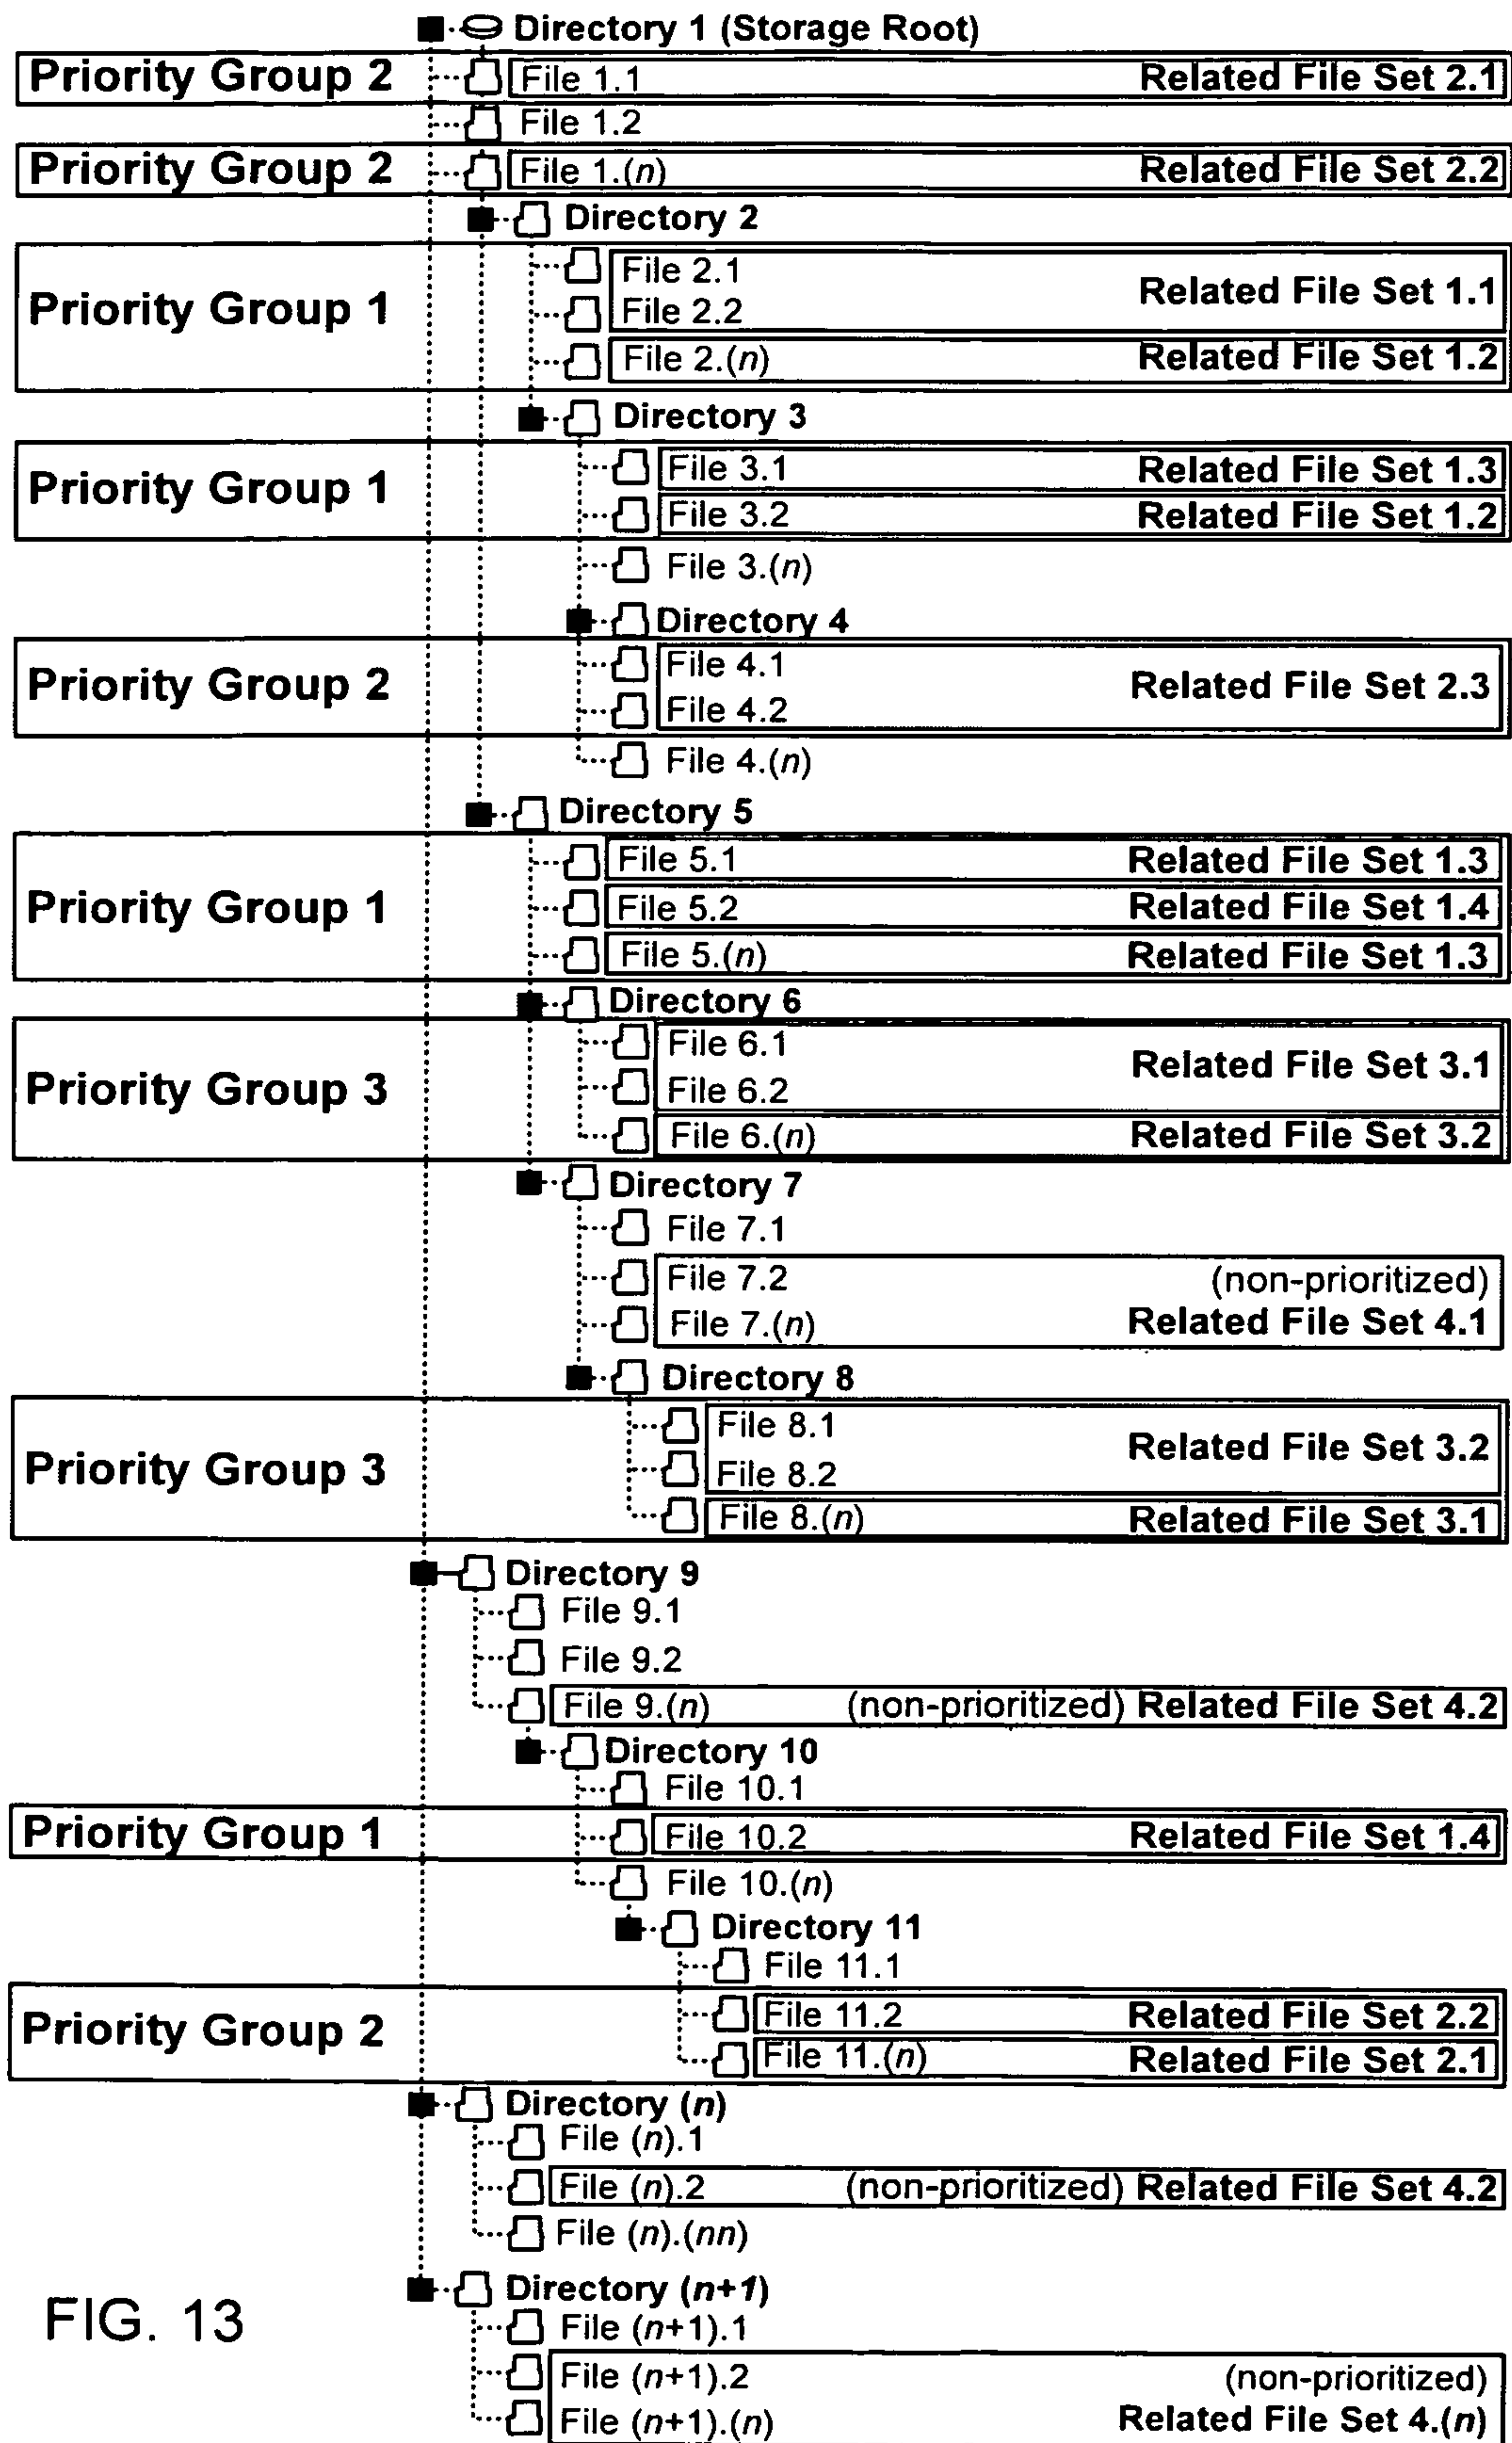 Directory 1 (Storage Root)
Priority Group 2 File 1.1 Related File Set 2.1
File 1.2
Priority Group 2 File 1.(n) Related File Set 2.2
Directory 2
Priority Group 1
File 2.1
File 2.2
Related File Set 1.1
File 2.(n) Related File Set 1.2
Directory 3
Priority Group 1
File 3.1 Related File Set 1.3
File 3.2 Related File Set 1.2
File 3.(n)
Directory 4
Priority Group 2
File 4.1
File 4.2
Related File Set 2.3
File 4.(n)
Directory 5
Priority Group 1
File 5.1 Related File Set 1.3
File 5.2 Related File Set 1.4
File 5.(n) Related File Set 1.3
Directory 6
Priority Group 3
File 6.1
File 6.2
Related File Set 3.1
File 6.(n) Related File Set 3.2
Directory 7
File 7.1
File 7.2 (non-prioritized)
File 7.(n) Related File Set 4.1
Directory 8
Priority Group 3
File 8.1
File 8.2
Related File Set 3.2
File 8.(n) Related File Set 3.1
Directory 9
File 9.1
File 9.2
File 9.(n) (non-prioritized) Related File Set 4.2
Directory 10
File 10.1
Priority Group 1 File 10.2 Related File Set 1.4
File 10.(n)
Directory 11
File 11.1
Priority Group 2
File 11.2 Related File Set 2.2
File 11.(n) Related File Set 2.1
Directory (n)
File (n).1
File (n).2 (non-prioritized) Related File Set 4.2
File (n).(nn)
Directory (n+1)
File (n+1).1
File (n+1).2 (non-prioritized)
File (n+1).(n) Related File Set 4.(n)
FIG. 13